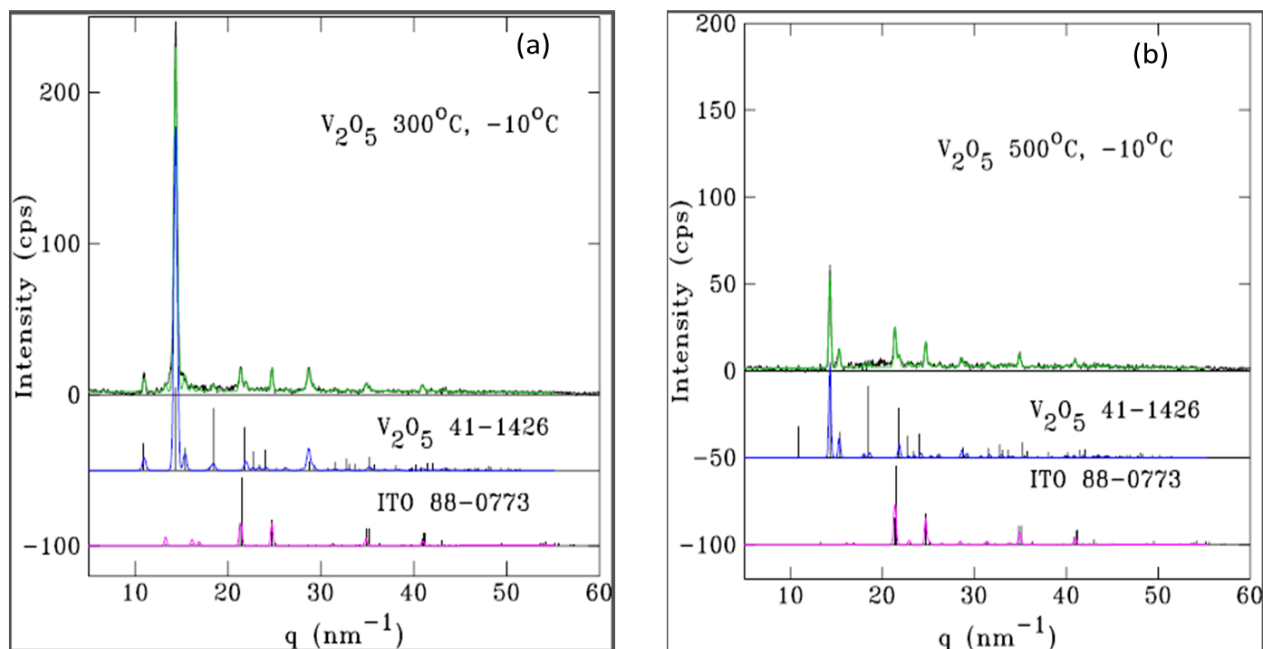 (a)
Intensity (cps)
200
100
0
−100
V₂O₅ 300°C, −10°C
V₂O₅ 41−1426
ITO 88−0773
10 20 30 40 50 60
q (nm⁻¹)
(b)
Intensity (cps)
200
150
100
50
0
−50
−100
V₂O₅ 500°C, −10°C
V₂O₅ 41−1426
ITO 88−0773
10 20 30 40 50 60
q (nm⁻¹)